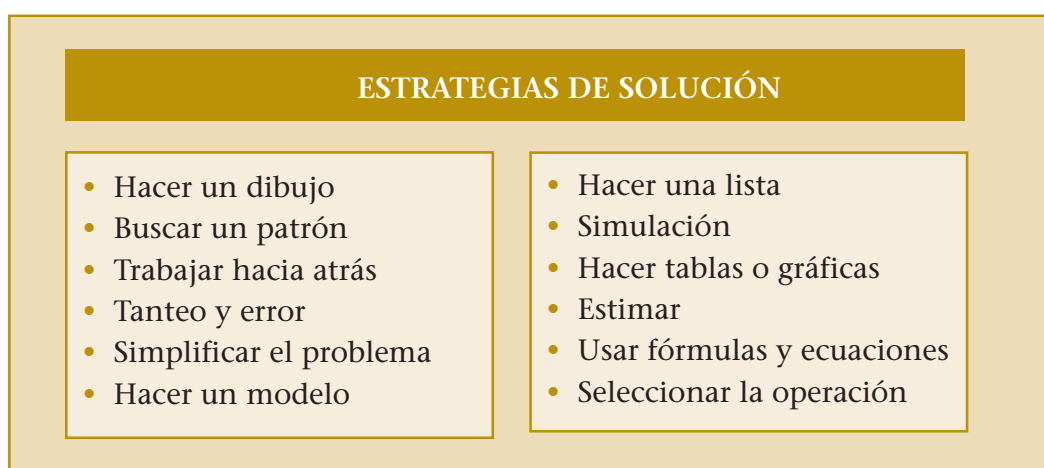 ESTRATEGIAS DE SOLUCIÓN
• Hacer un dibujo
• Buscar un patrón
• Trabajar hacia atrás
• Tanteo y error
• Simplificar el problema
• Hacer un modelo
• Hacer una lista
• Simulación
• Hacer tablas o gráficas
• Estimar
• Usar fórmulas y ecuaciones
• Seleccionar la operación